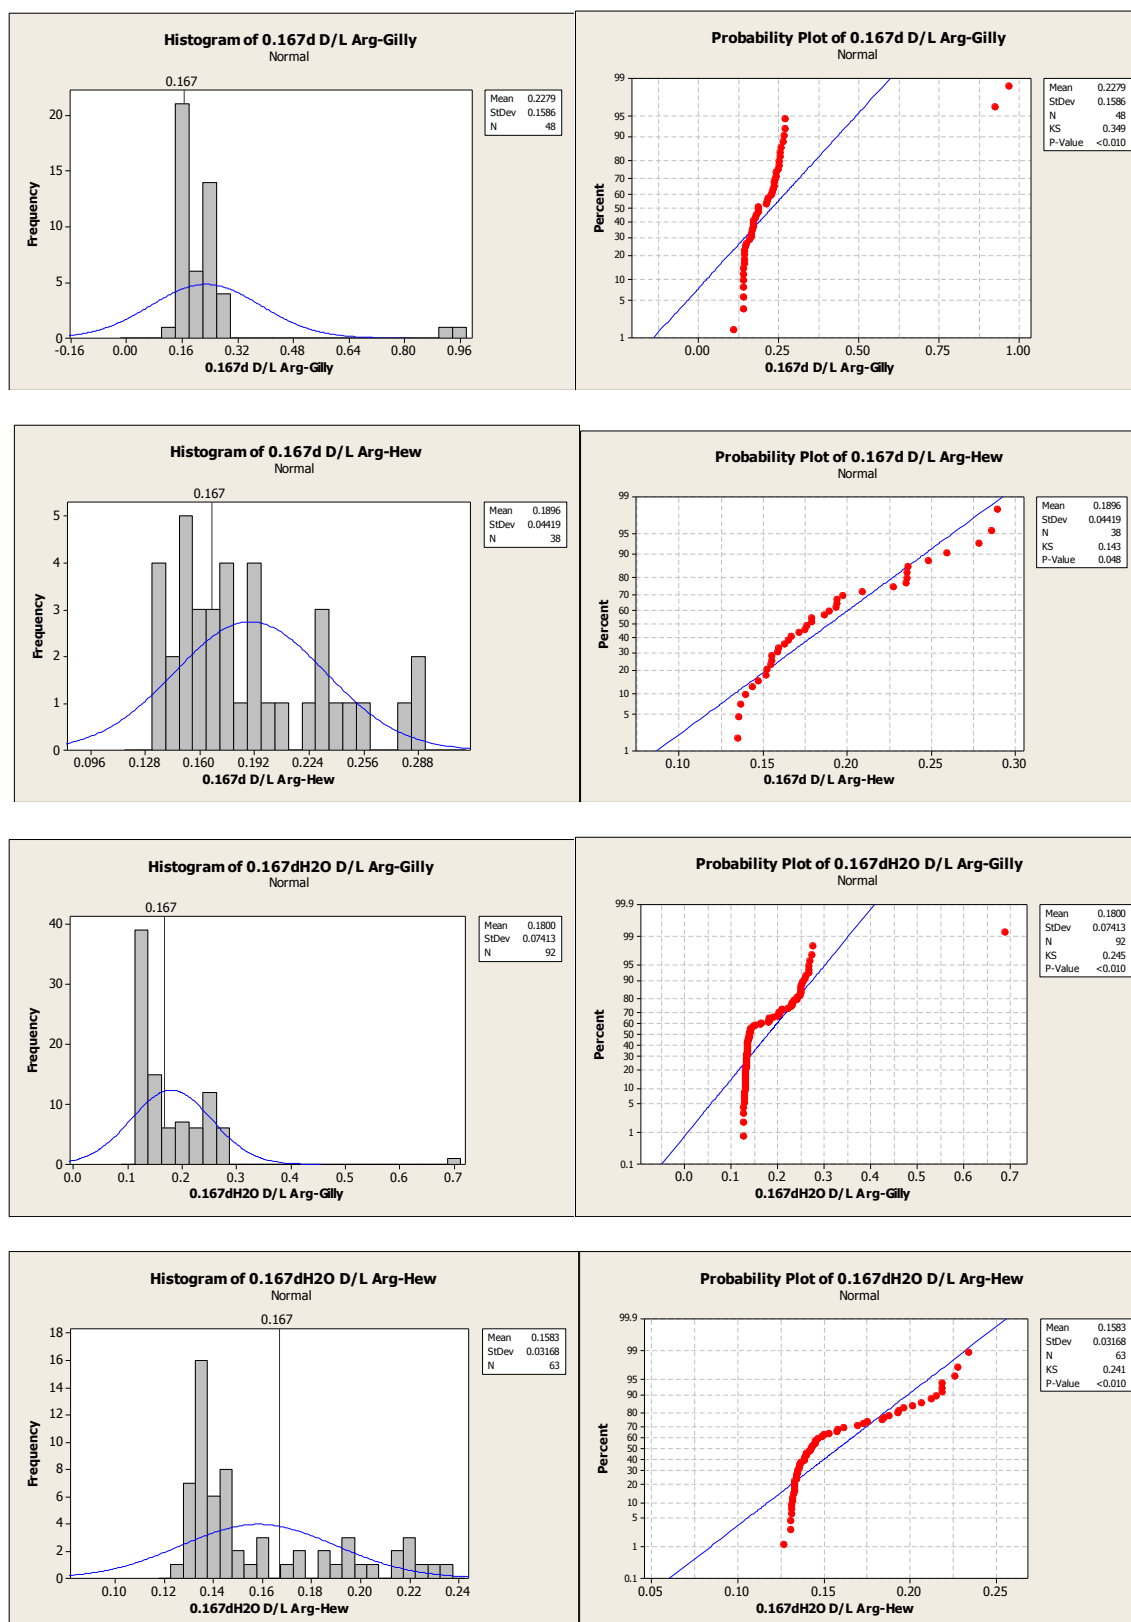 Histogram of 0.167d D/L Arg-Gilly
Normal
0.167
Mean 0.2279
StDev 0.1586
N 48
Frequency
20
15
10
5
0
-0.16 0.00 0.16 0.32 0.48 0.64 0.80 0.96
0.167d D/L Arg-Gilly
Probability Plot of 0.167d D/L Arg-Gilly
Normal
Mean 0.2279
StDev 0.1586
N 48
KS 0.349
P-Value <0.010
Percent
99
95
90
80
70
60
50
40
30
20
10
5
1
0.00 0.25 0.50 0.75 1.00
0.167d D/L Arg-Gilly
Histogram of 0.167d D/L Arg-Hew
Normal
0.167
Mean 0.1896
StDev 0.04419
N 38
Frequency
5
4
3
2
1
0
0.096 0.128 0.160 0.192 0.224 0.256 0.288
0.167d D/L Arg-Hew
Probability Plot of 0.167d D/L Arg-Hew
Normal
Mean 0.1896
StDev 0.04419
N 38
KS 0.143
P-Value 0.048
Percent
99
95
90
80
70
60
50
40
30
20
10
5
1
0.10 0.15 0.20 0.25 0.30
0.167d D/L Arg-Hew
Histogram of 0.167dH2O D/L Arg-Gilly
Normal
0.167
Mean 0.1800
StDev 0.07413
N 92
Frequency
40
30
20
10
0
0.0 0.1 0.2 0.3 0.4 0.5 0.6 0.7
0.167dH2O D/L Arg-Gilly
Probability Plot of 0.167dH2O D/L Arg-Gilly
Normal
Mean 0.1800
StDev 0.07413
N 92
KS 0.245
P-Value <0.010
Percent
99.9
99
95
90
80
70
60
50
40
30
20
10
5
1
0.1
0.0 0.1 0.2 0.3 0.4 0.5 0.6 0.7
0.167dH2O D/L Arg-Gilly
Histogram of 0.167dH2O D/L Arg-Hew
Normal
0.167
Mean 0.1583
StDev 0.03168
N 63
Frequency
18
16
14
12
10
8
6
4
2
0
0.10 0.12 0.14 0.16 0.18 0.20 0.22 0.24
0.167dH2O D/L Arg-Hew
Probability Plot of 0.167dH2O D/L Arg-Hew
Normal
Mean 0.1583
StDev 0.03168
N 63
KS 0.241
P-Value <0.010
Percent
99.9
99
95
90
80
70
60
50
40
30
20
10
5
1
0.1
0.05 0.10 0.15 0.20 0.25
0.167dH2O D/L Arg-Hew